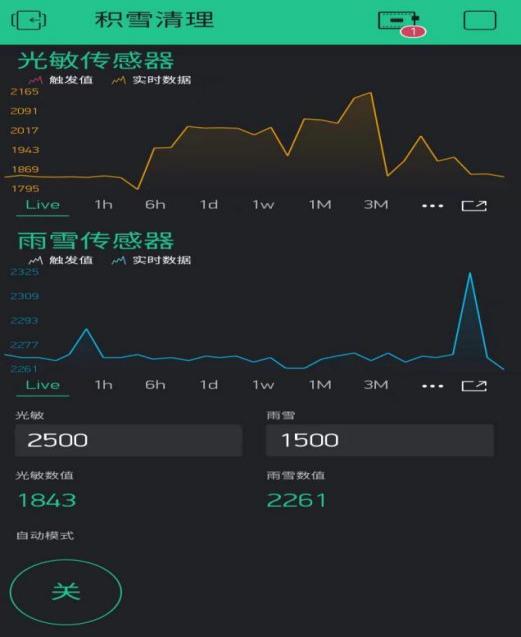 积雪清理
1
光敏传感器
触发值 实时数据
2165
2091
2017
1943
1869
1795
Live 1h 6h 1d 1w 1M 3M ...
雨雪传感器
触发值 实时数据
2325
2309
2293
2277
2261
Live 1h 6h 1d 1w 1M 3M ...
光敏 雨雪
2500 1500
光敏数值 雨雪数值
1843 2261
自动模式
关